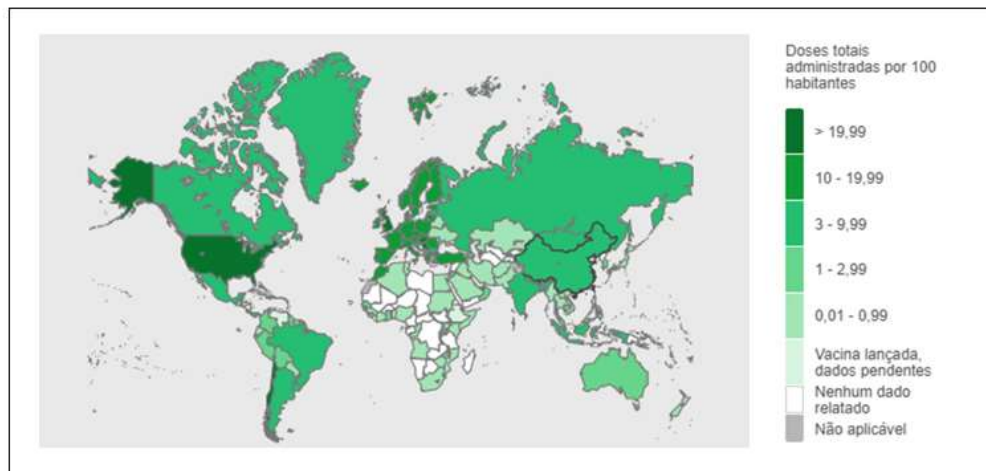 Doses totais
administradas por 100
habitantes
> 19,99
10 - 19,99
3 - 9,99
1 - 2,99
0,01 - 0,99
Vacina lançada,
dados pendentes
Nenhum dado
relatado
Não aplicável